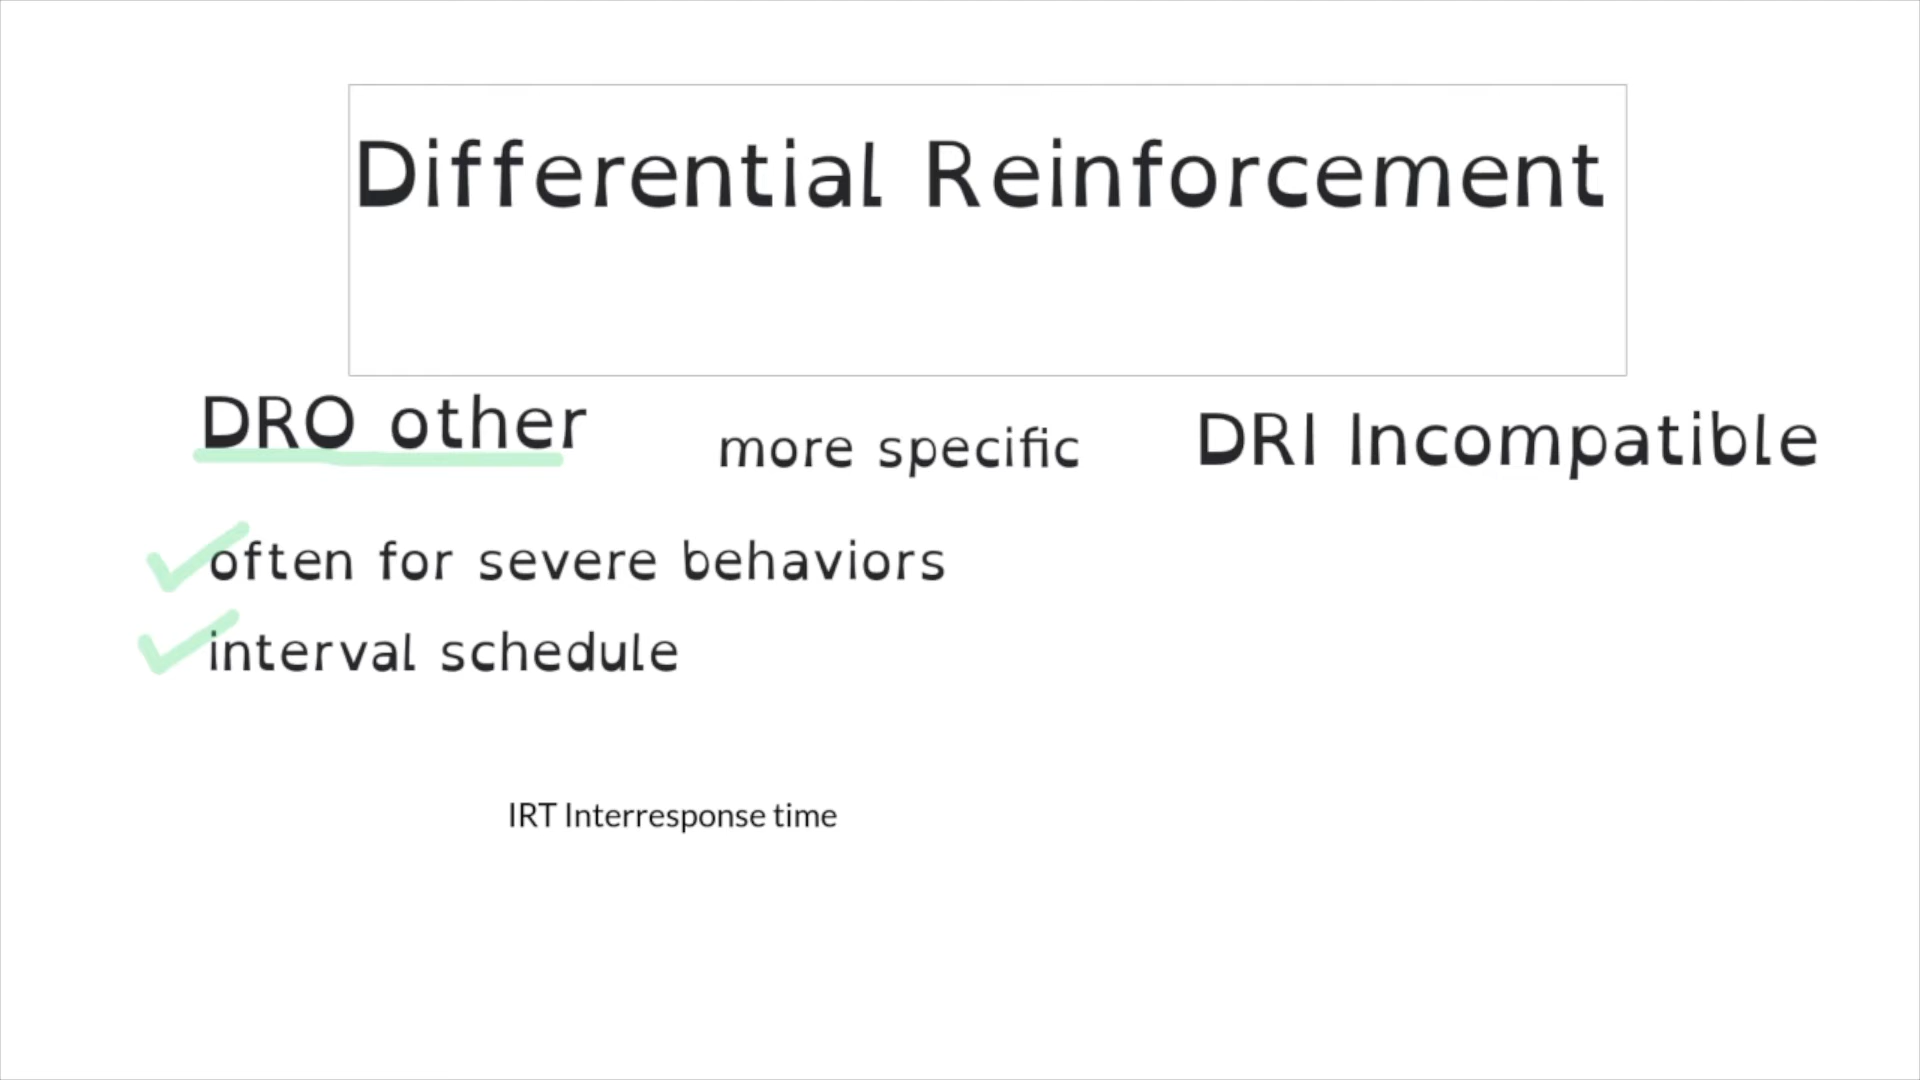 Differential Reinforcement
DRO other
more specific
DRI Incompatible
often for severe behaviors
interval schedule
IRT Interresponse time